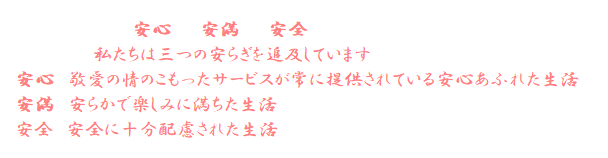 安心　安満　安全
私たちは三つの安らぎを追及しています
安心　敬愛の情のこもったサービスが常に提供されている安心あふれた生活
安満　安らかで楽しみに満ちた生活
安全　安全に十分配慮された生活